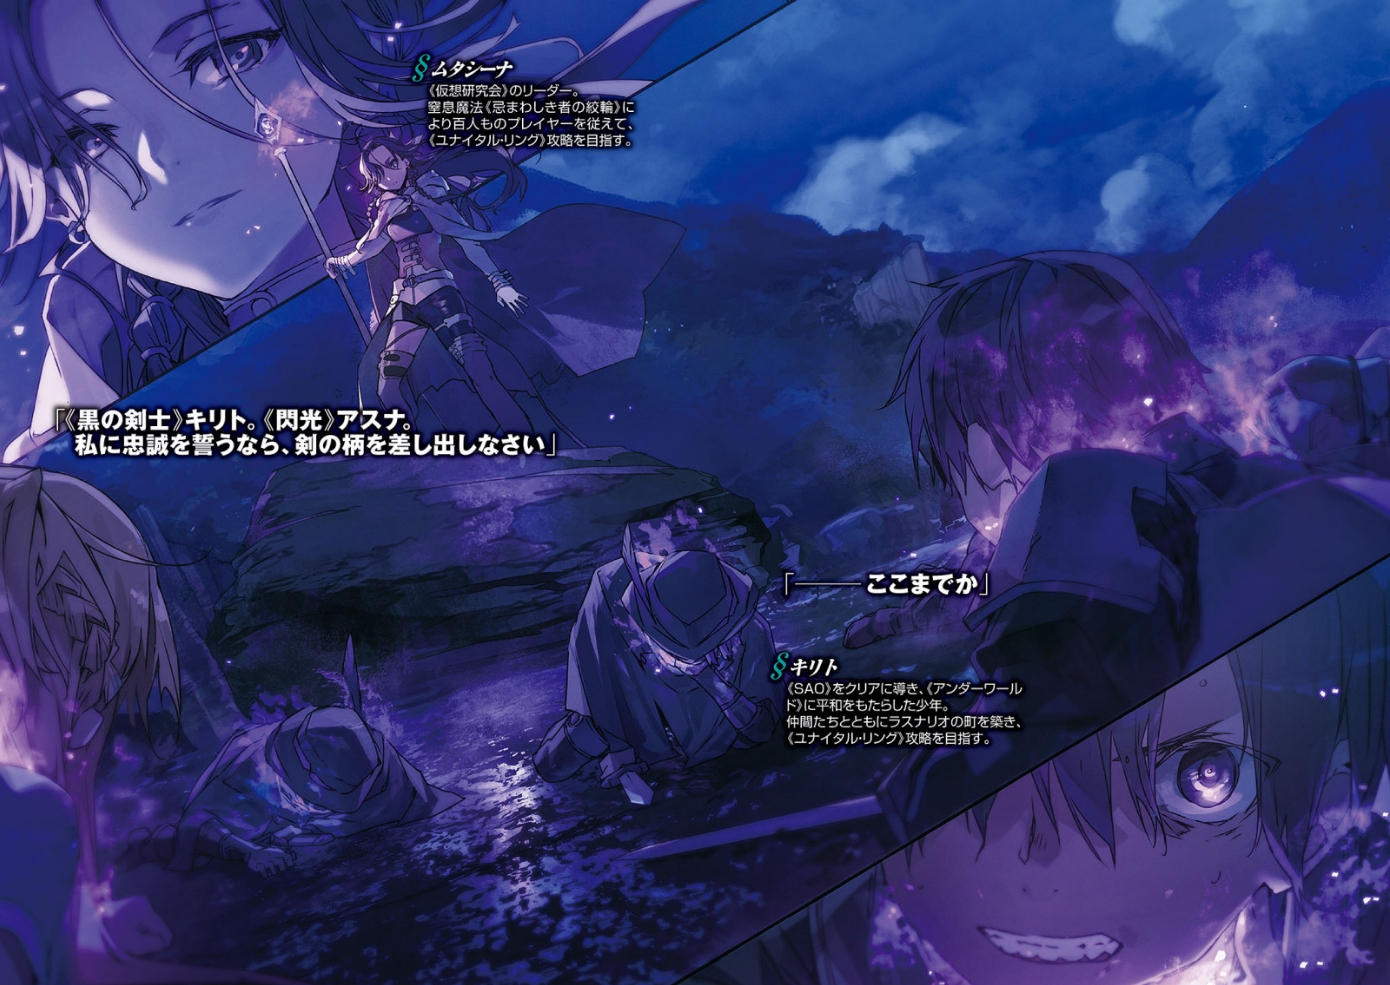 §ムタシーナ
《仮想研究会》のリーダー。
窒息魔法《忌まわしき者の絞輪》に
より百人ものプレイヤーを従えて、
《ユナイタル・リング》攻略を目指す。
「《黒の剣士》キリト。《閃光》アスナ。
私に忠誠を誓うなら、剣の柄を差し出しなさい」
「――― ここまでか」
§キリト
《SAO》をクリアに導き、《アンダーワール
ド》に平和をもたらした少年。
仲間たちとともにラスナリオの町を築き、
《ユナイタル・リング》攻略を目指す。